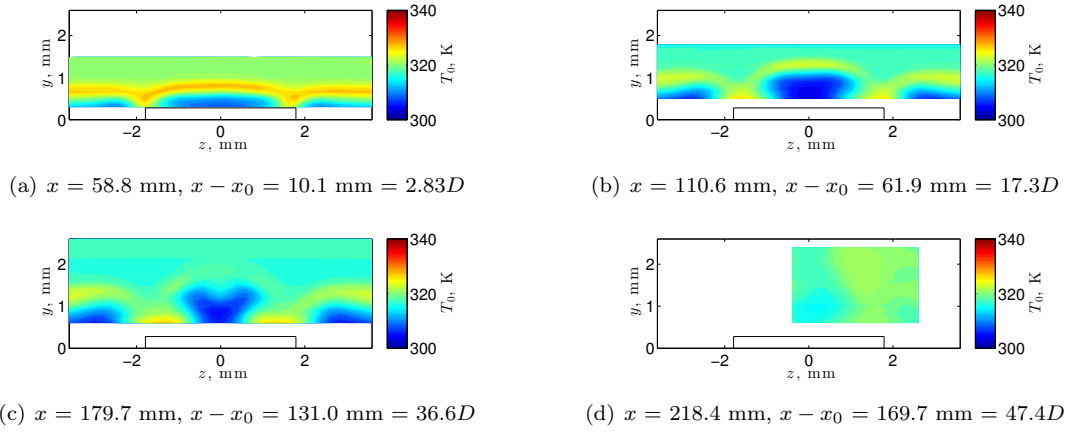 340
2
320
1
300
0
y, mm
T0, K
−2 0 2
z, mm
(a) x = 58.8 mm, x − x0 = 10.1 mm = 2.83D
340
2
320
1
300
0
y, mm
T0, K
−2 0 2
z, mm
(b) x = 110.6 mm, x − x0 = 61.9 mm = 17.3D
340
2
320
1
300
0
y, mm
T0, K
−2 0 2
z, mm
(c) x = 179.7 mm, x − x0 = 131.0 mm = 36.6D
340
2
320
1
300
0
y, mm
T0, K
−2 0 2
z, mm
(d) x = 218.4 mm, x − x0 = 169.7 mm = 47.4D